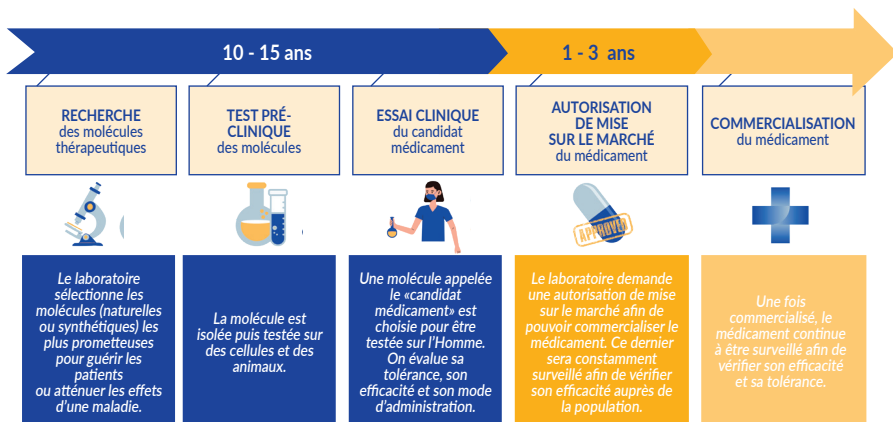 10 - 15 ans
1 - 3 ans
RECHERCHE
des molécules
thérapeutiques
TEST PRÉ-
CLINIQUE
des molécules
ESSAI CLINIQUE
du candidat
médicament
AUTORISATION
DE MISE
SUR LE MARCHÉ
du médicament
COMMERCIALISATION
du médicament
APPROVED
Le laboratoire
sélectionne les
molécules (naturelles
ou synthétiques) les
plus prometteuses
pour guérir les
patients
ou atténuer les effets
d'une maladie.
La molécule est
isolée puis testée sur
des cellules et des
animaux.
Une molécule appelée
le «candidat
médicament» est
choisie pour être
testée sur l'Homme.
On évalue sa
tolérance, son
efficacité et son mode
d'administration.
Le laboratoire demande
une autorisation de mise
sur le marché afin de
pouvoir commercialiser le
médicament. Ce dernier
sera constamment
surveillé afin de vérifier
son efficacité auprès de
la population.
Une fois
commercialisé, le
médicament continue
à être surveillé afin de
vérifier son efficacité
et sa tolérance.